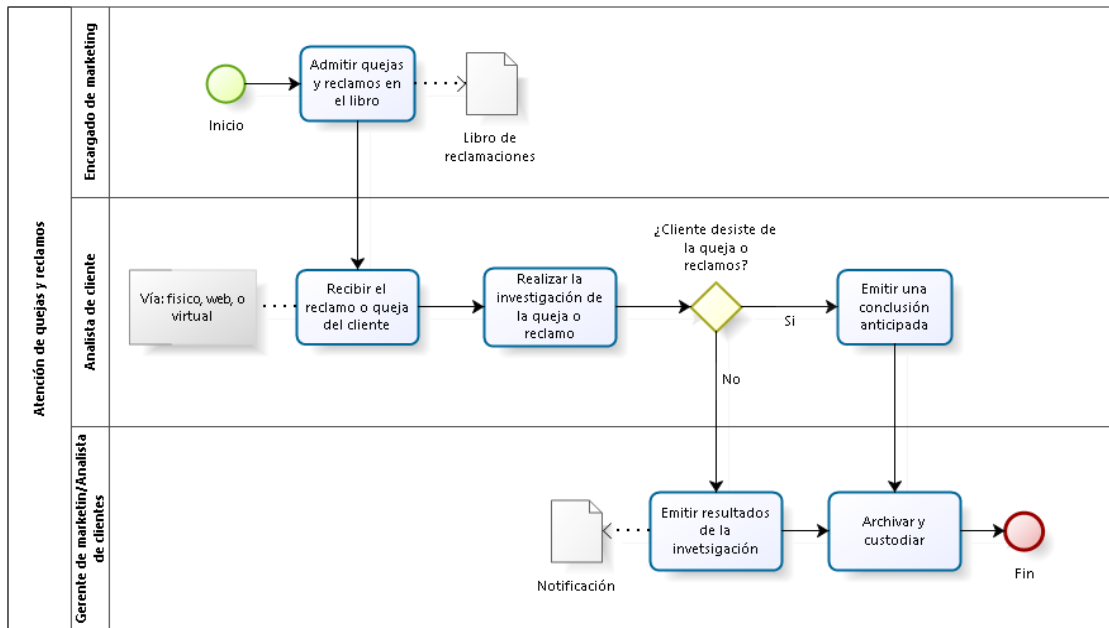 Atención de quejas y reclamos
Encargado de marketing
Inicio
Admitir quejas
y reclamos en
el libro
Libro de
reclamaciones
Analista de cliente
Vía: fisico, web, o
virtual
Recibir el
reclamo o queja
del cliente
Realizar la
investigación de
la queja o
reclamo
¿Cliente desiste de
la queja o
reclamos?
Si
No
Emitir una
conclusión
anticipada
Gerente de marketin/Analista
de clientes
Notificación
Emitir resultados
de la
invetsigación
Archivar y
custodiar
Fin